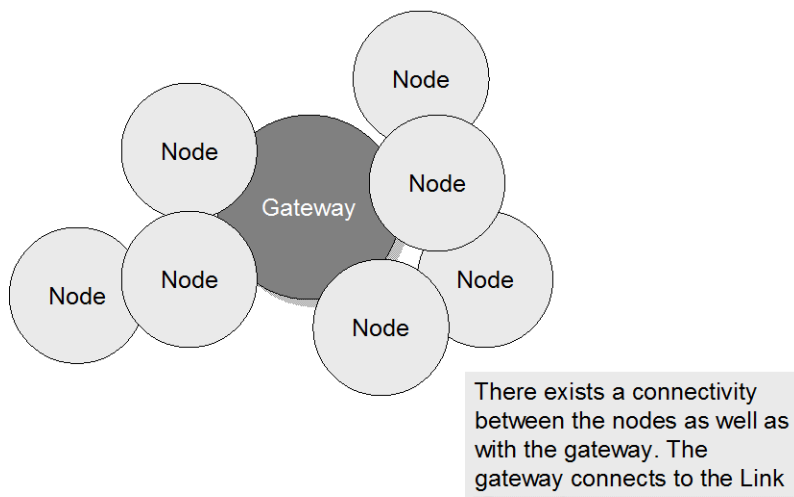 Node
Node
Node
Gateway
Node
Node
Node
Node
There exists a connectivity
between the nodes as well as
with the gateway. The
gateway connects to the Link